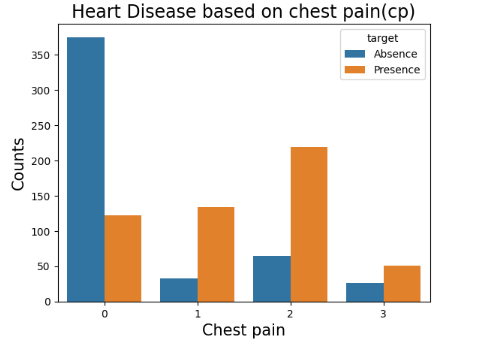 Heart Disease based on chest pain(cp)
target
Absence
Presence
350
300
250
200
150
100
50
0
Counts
0 1 2 3
Chest pain